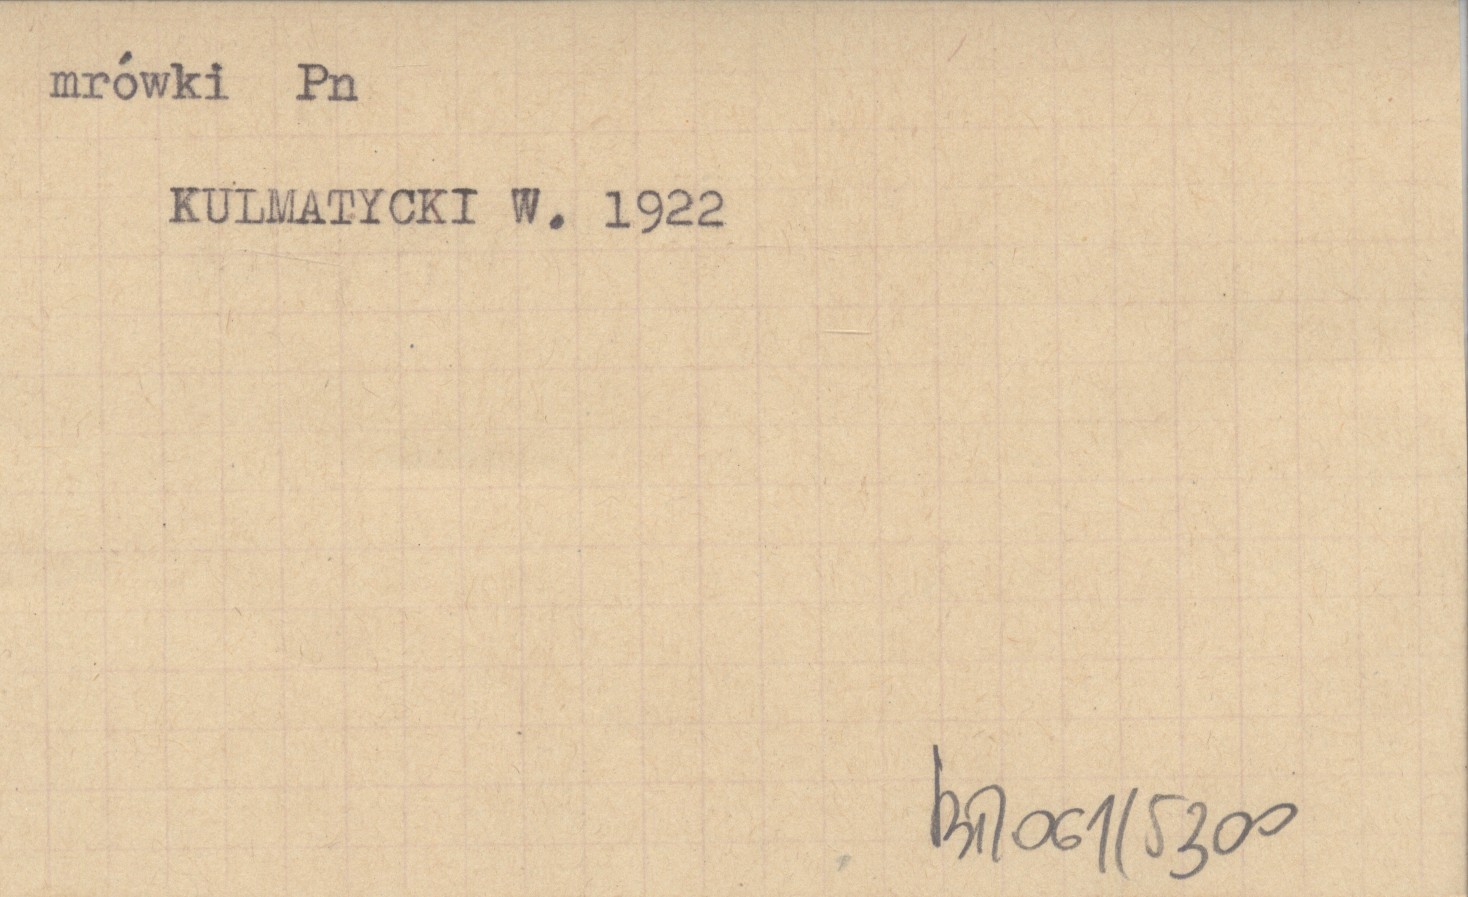 mrówki Pn
KULMATYCKI W. 1922